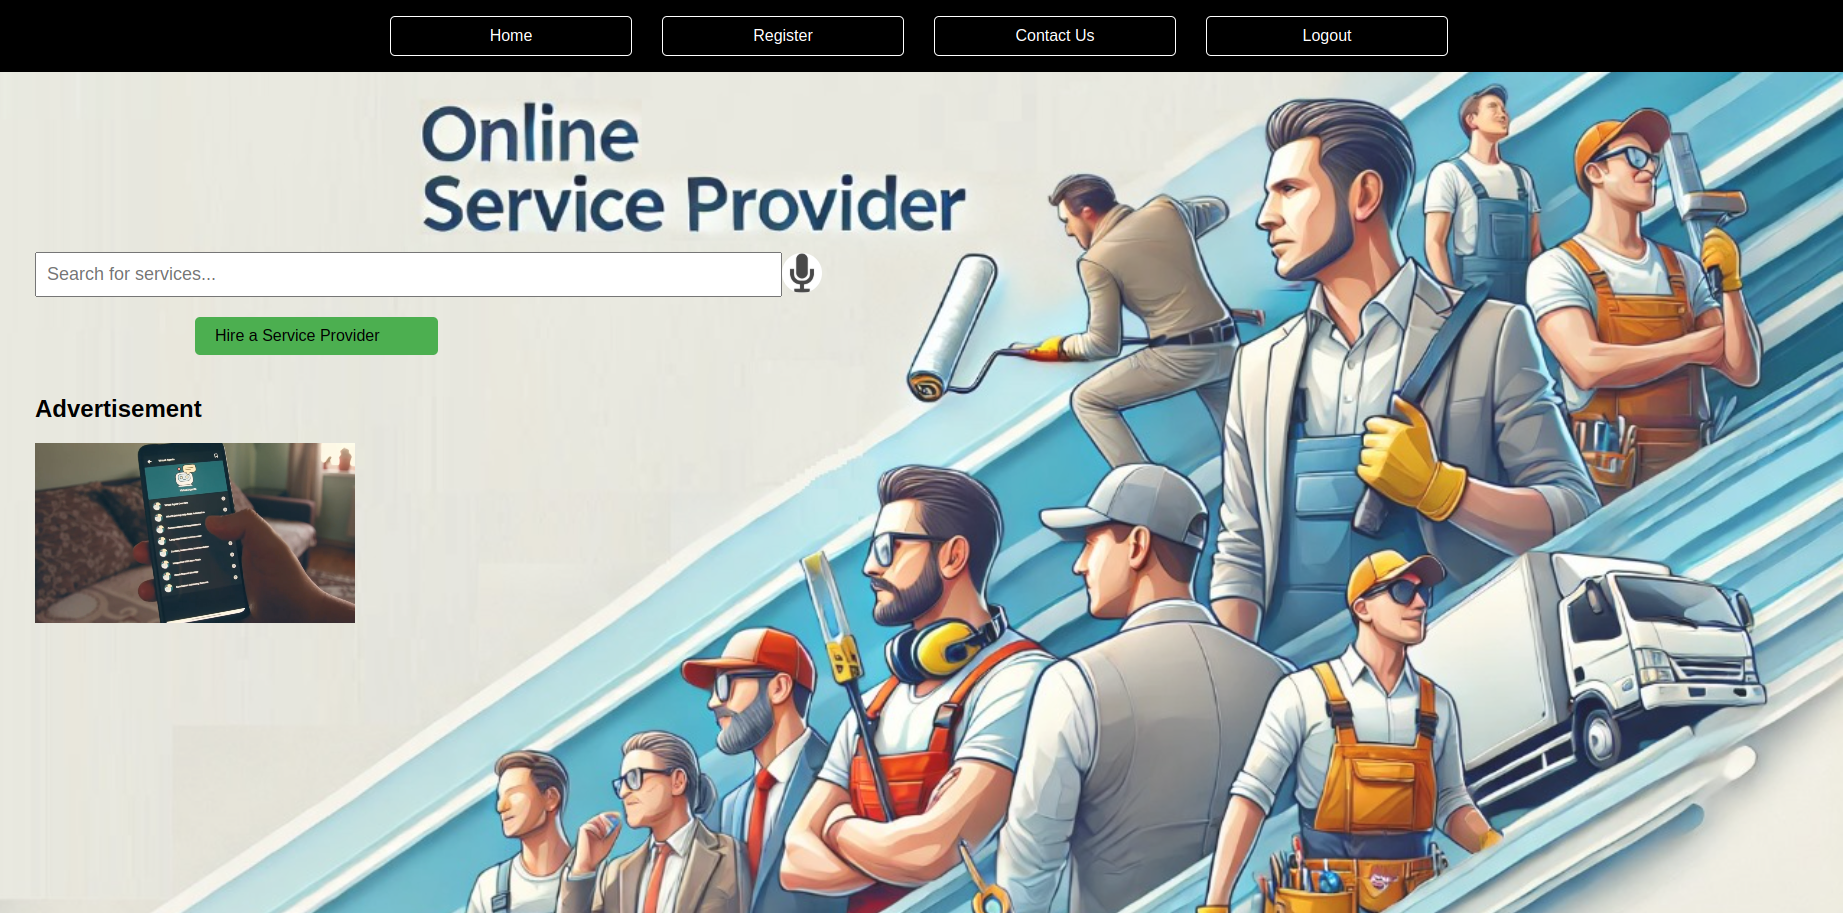 Home
Register
Contact Us
Logout
Online
Service Provider
Search for services...
Hire a Service Provider
Advertisement